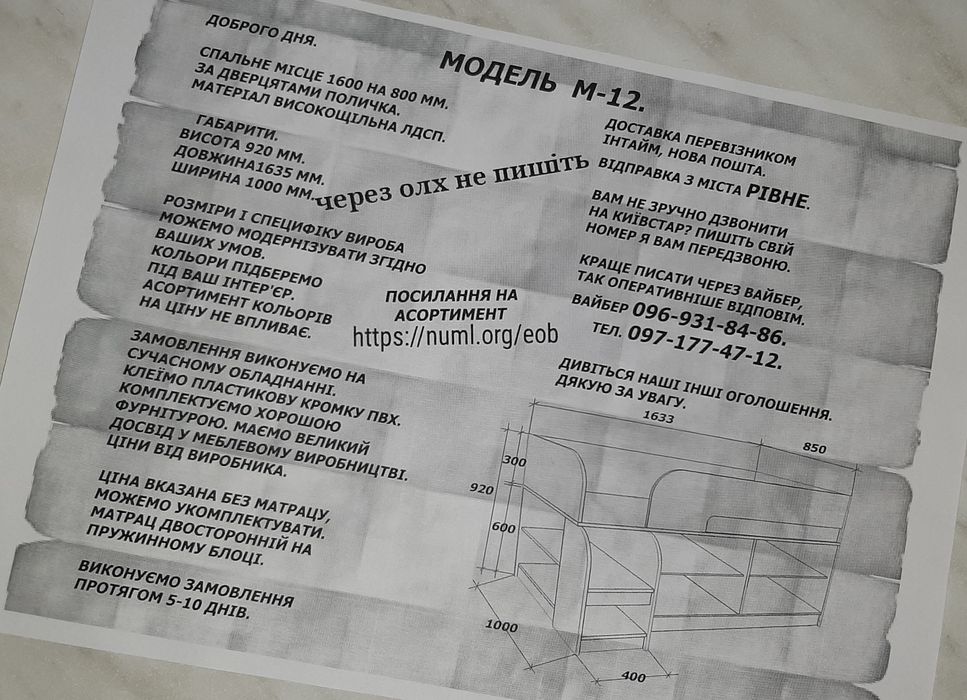 ДОБРОГО ДНЯ.
МОДЕЛЬ М-12.
СПАЛЬНЕ МІСЦЕ 1600 НА 800 ММ.
ЗА ДВЕРЦЯТАМИ ПОЛИЧКА.
МАТЕРІАЛ ВИСОКОЩІЛЬНА ЛДСП.
ГАБАРИТИ.
ВИСОТА 920 ММ.
ДОВЖИНА1635 ММ.
ШИРИНА 1000 ММ.
через олх не пишіть
РОЗМІРИ І СПЕЦИФІКУ ВИРОБА
МОЖЕМО МОДЕРНІЗУВАТИ ЗГІДНО
ВАШИХ УМОВ.
КОЛЬОРИ ПІДБЕРЕМО
ПІД ВАШ ІНТЕР'ЄР.
АСОРТИМЕНТ КОЛЬОРІВ
НА ЦІНУ НЕ ВПЛИВАЄ.
ПОСИЛАННЯ НА
АСОРТИМЕНТ
https://numl.org/eob
ЗАМОВЛЕННЯ ВИКОНУЄМО НА
СУЧАСНОМУ ОБЛАДНАННІ.
КЛЕЇМО ПЛАСТИКОВУ КРОМКУ ПВХ.
КОМПЛЕКТУЄМО ХОРОШОЮ
ФУРНІТУРОЮ. МАЄМО ВЕЛИКИЙ
ДОСВІД У МЕБЛЕВОМУ ВИРОБНИЦТВІ.
ЦІНИ ВІД ВИРОБНИКА.
ЦІНА ВКАЗАНА БЕЗ МАТРАЦУ,
МОЖЕМО УКОМПЛЕКТУВАТИ.
МАТРАЦ ДВОСТОРОННІЙ НА
ПРУЖИННОМУ БЛОЦІ.
ВИКОНУЄМО ЗАМОВЛЕННЯ
ПРОТЯГОМ 5-10 ДНІВ.
ДОСТАВКА ПЕРЕВІЗНИКОМ
ІНТАЙМ, НОВА ПОШТА.
ВІДПРАВКА З МІСТА РІВНЕ.
ВАМ НЕ ЗРУЧНО ДЗВОНИТИ
НА КИЇВСТАР? ПИШІТЬ СВІЙ
НОМЕР Я ВАМ ПЕРЕДЗВОНЮ.
КРАЩЕ ПИСАТИ ЧЕРЕЗ ВАЙБЕР,
ТАК ОПЕРАТИВНІШЕ ВІДПОВІМ.
ВАЙБЕР 096-931-84-86.
ТЕЛ. 097-177-47-12.
ДИВІТЬСЯ НАШІ ІНШІ ОГОЛОШЕННЯ.
ДЯКУЮ ЗА УВАГУ.
1633
850
300
920
600
1000
400